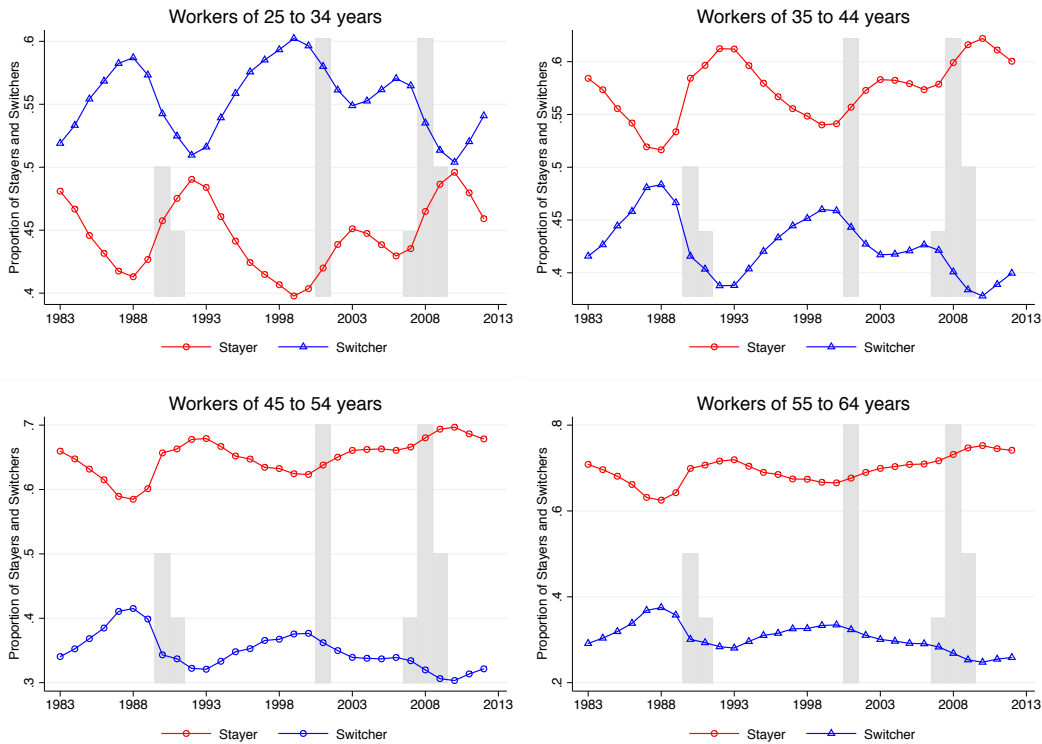 Workers of 25 to 34 years
Proportion of Stayers and Switchers
.6
.55
.5
.45
.4
1983 1988 1993 1998 2003 2008 2013
Stayer Switcher
Workers of 35 to 44 years
Proportion of Stayers and Switchers
.6
.55
.5
.45
.4
1983 1988 1993 1998 2003 2008 2013
Stayer Switcher
Workers of 45 to 54 years
Proportion of Stayers and Switchers
.7
.6
.5
.4
.3
1983 1988 1993 1998 2003 2008 2013
Stayer Switcher
Workers of 55 to 64 years
Proportion of Stayers and Switchers
.8
.6
.4
.2
1983 1988 1993 1998 2003 2008 2013
Stayer Switcher